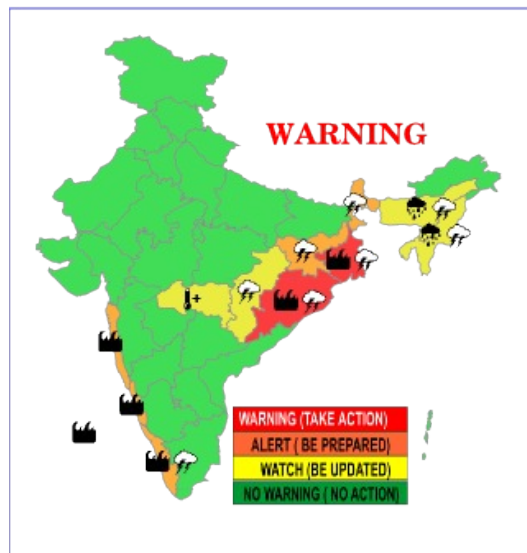 WARNING
WARNING (TAKE ACTION)
ALERT ( BE PREPARED)
WATCH (BE UPDATED)
NO WARNING ( NO ACTION)